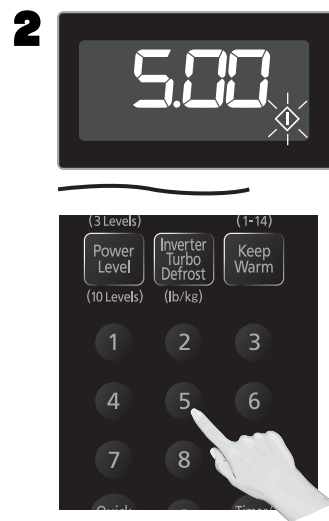 2
5.00
(3 Levels) (1-14)
Power Level Inverter Turbo Defrost Keep Warm
(10 Levels) (lb/kg)
1 2 3
4 5 6
7 8